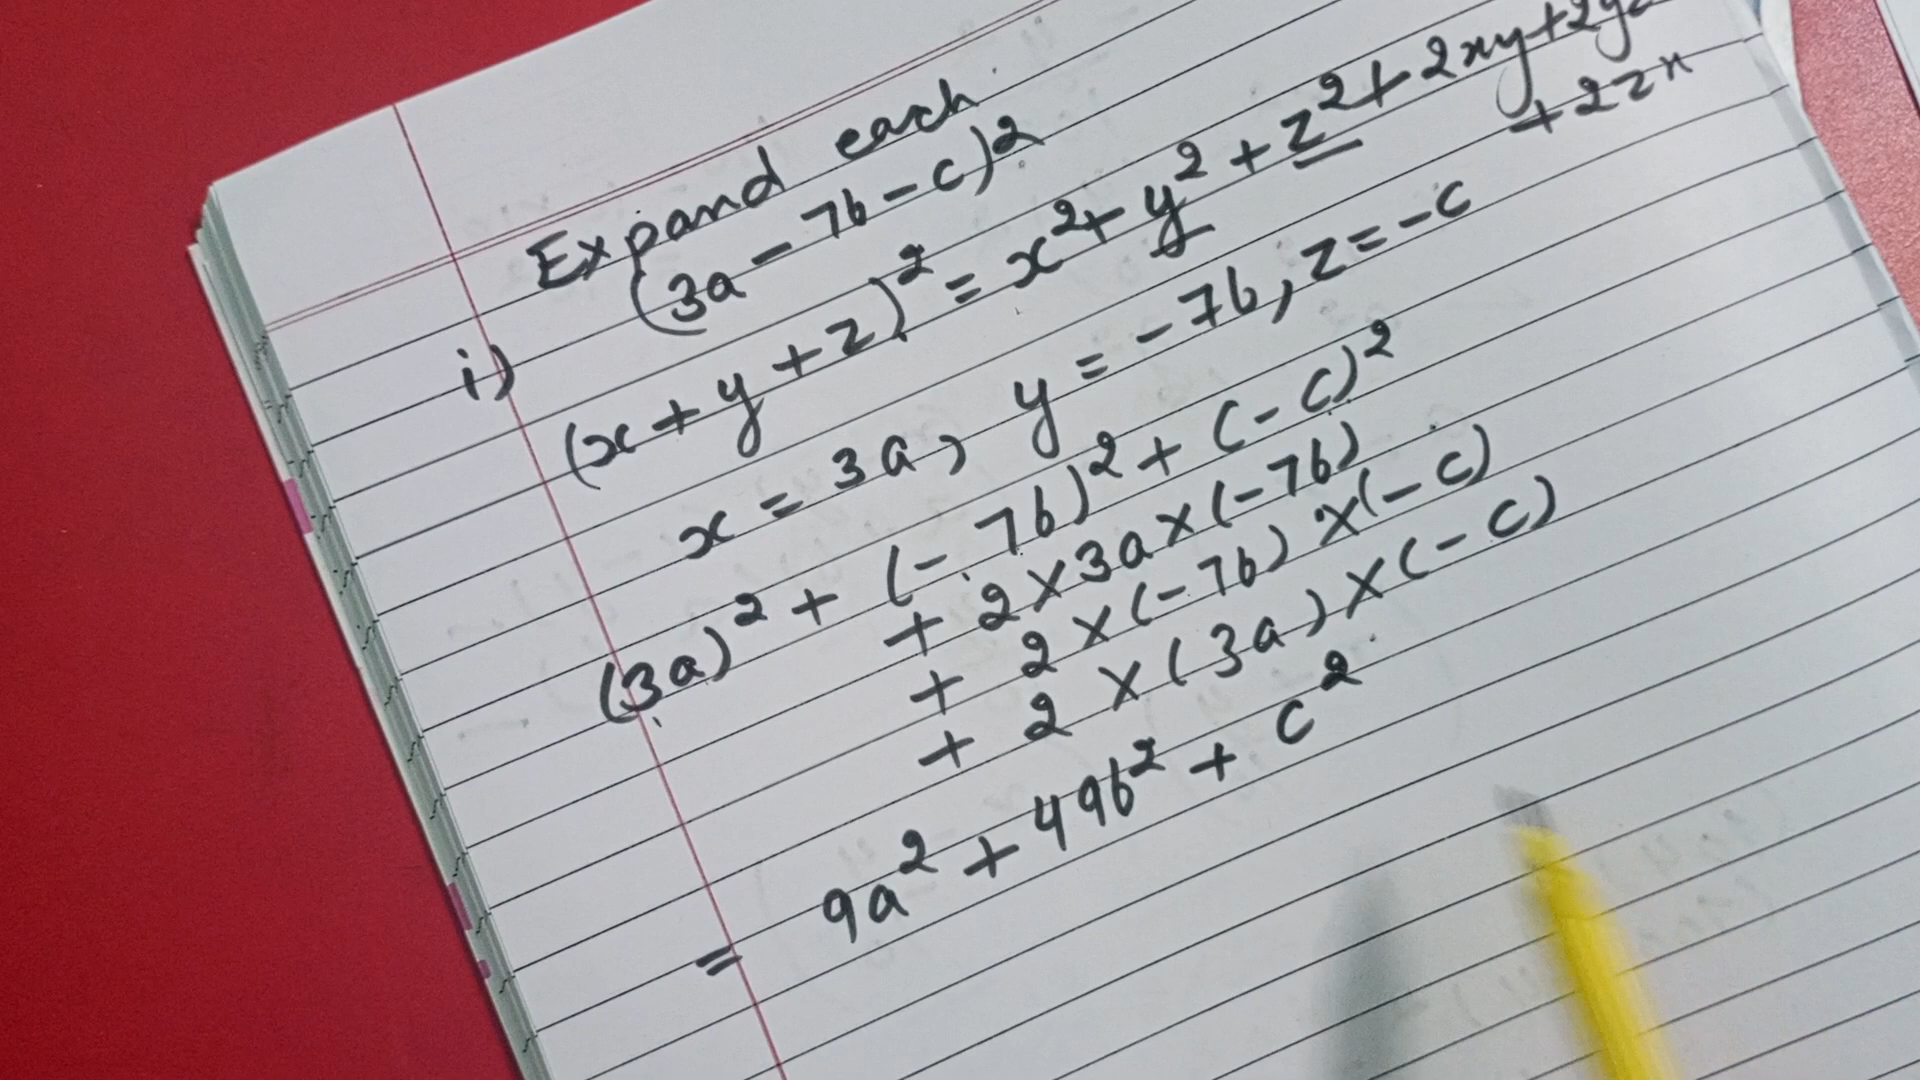 Expand each
i) (3a - 7b - c)²
(x + y + z)² = x² + y² + z² + 2xy + 2yz
+ 2zx
x = 3a, y = -7b, z = -c
(3a)² + (-7b)² + (-c)²
+ 2 × 3a × (-7b)
+ 2 × (-7b) × (-c)
+ 2 × (3a) × (-c)
= 9a² + 49b² + c²